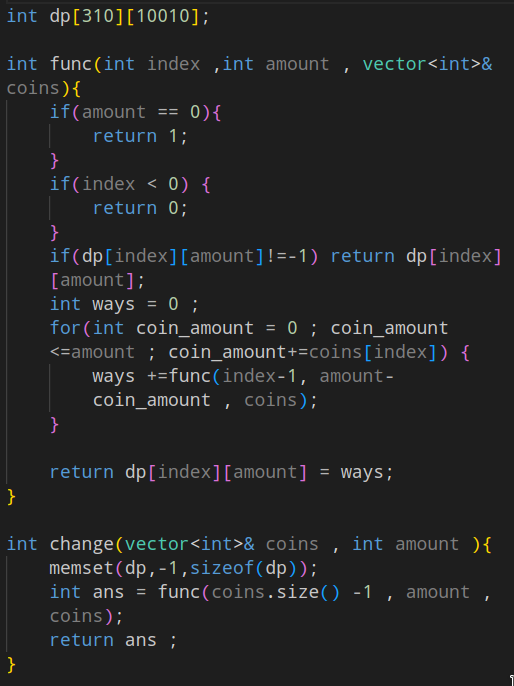 int dp[310][10010];
int func(int index ,int amount , vector<int>&
coins){
if(amount == 0){
return 1;
}
if(index < 0) {
return 0;
}
if(dp[index][amount]!=-1) return dp[index]
[amount];
int ways = 0 ;
for(int coin_amount = 0 ; coin_amount
<=amount ; coin_amount+=coins[index]) {
ways +=func(index-1, amount-
coin_amount , coins);
}
return dp[index][amount] = ways;
}
int change(vector<int>& coins , int amount ){
memset(dp,-1,sizeof(dp));
int ans = func(coins.size() -1 , amount ,
coins);
return ans ;
}